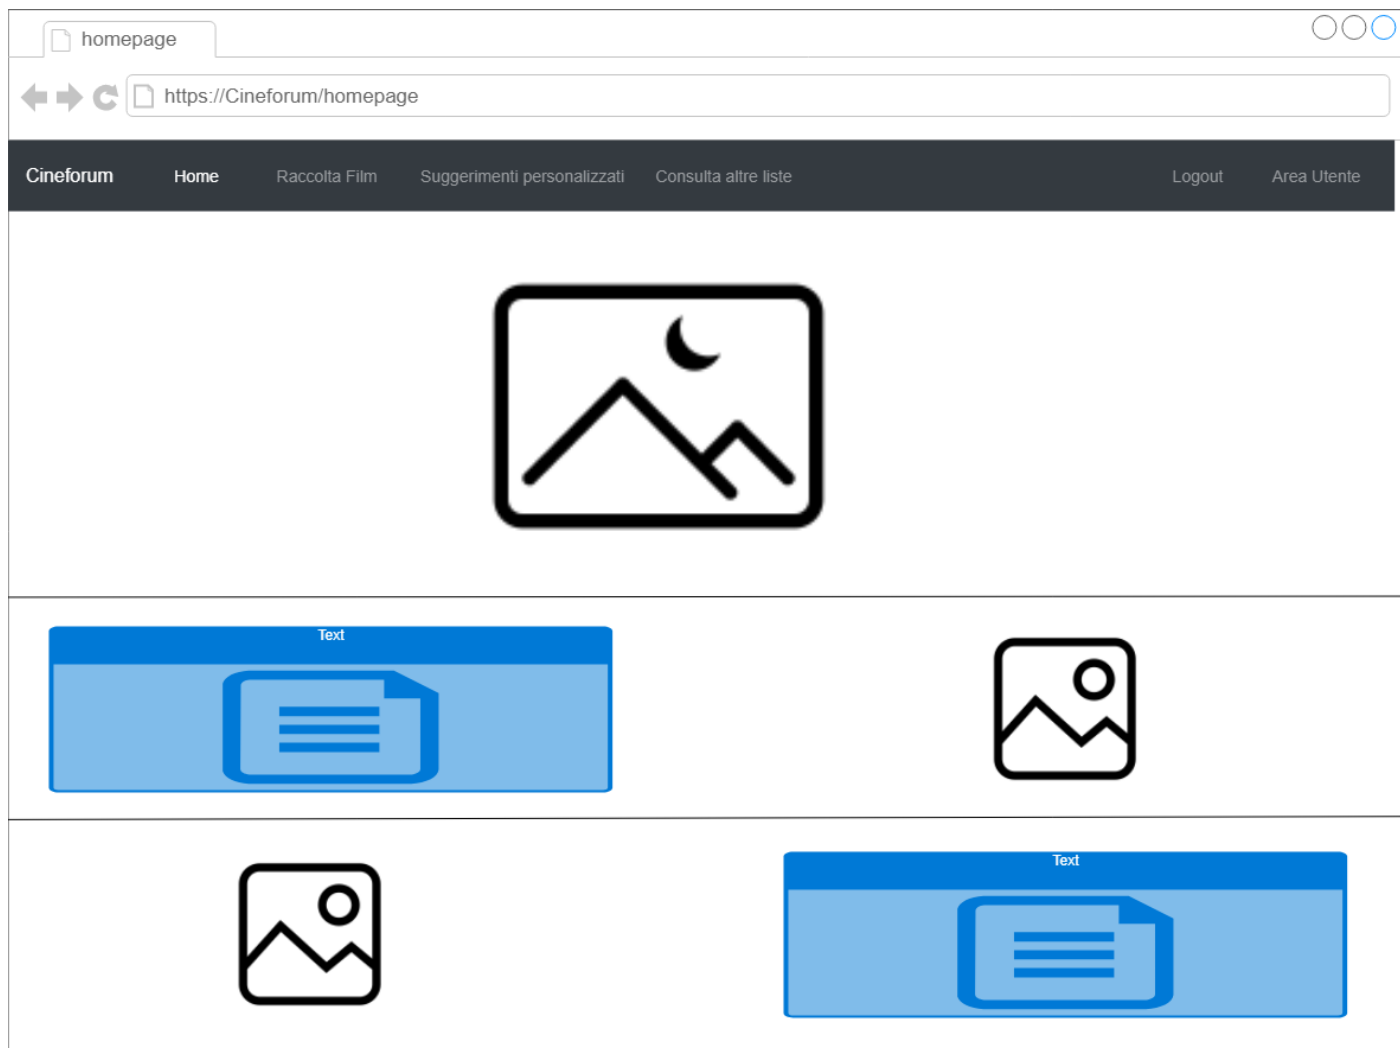 homepage
https://Cineforum/homepage
Cineforum Home Raccolta Film Suggerimenti personalizzati Consulta altre liste Logout Area Utente
Text
Text